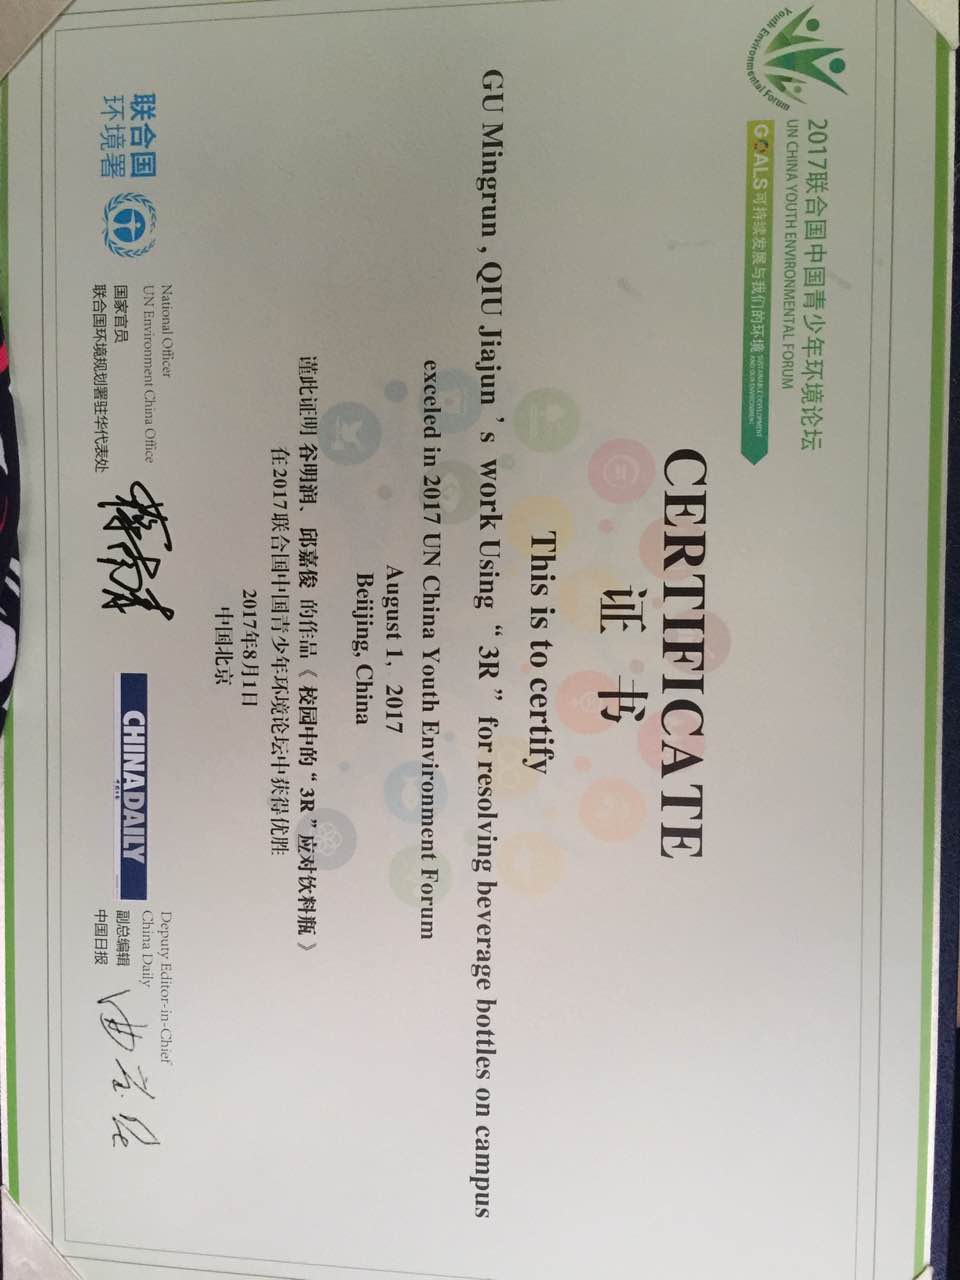 Youth Environmental Forum
2017联合国中国青少年环境论坛
UN CHINA YOUTH ENVIRONMENTAL FORUM
GOALS可持续发展与我们的环境 SUSTAINABLE DEVELOPMENT AND OUR ENVIRONMENT
CERTIFICATE
证 书
This is to certify
GU Mingrun , QIU Jiajun ’ s work Using “ 3R ” for resolving beverage bottles on campus
exceled in 2017 UN China Youth Environment Forum
August 1, 2017
Beiijing, China
谨此证明 谷明润、邱嘉俊 的作品《 校园中的“ 3R ”应对饮料瓶 》
在2017联合国中国青少年环境论坛中获得优胜
2017年8月1日
中国北京
联合国
环境署
National Officer
UN Environment China Office
国家官员
联合国环境规划署驻华代表处
CHINADAILY
Deputy Editor-in-Chief
China Daily
副总编辑
中国日报